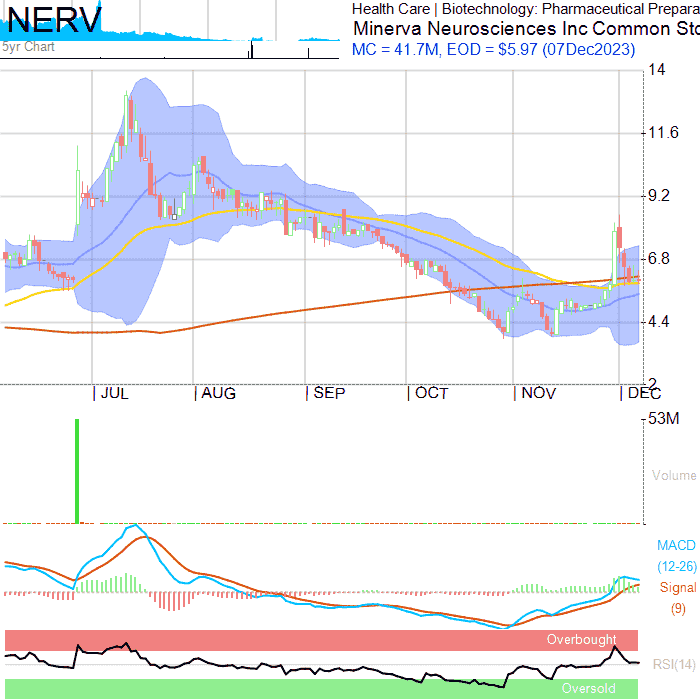 NERV
Health Care | Biotechnology: Pharmaceutical Prepara
Minerva Neurosciences Inc Common Sto
5yr Chart
MC = 41.7M, EOD = $5.97 (07Dec2023)
14
11.6
9.2
6.8
4.4
2
JUL
AUG
SEP
OCT
NOV
DEC
53M
Volume
MACD
(12-26)
Signal
(9)
Overbought
RSI(14)
Oversold